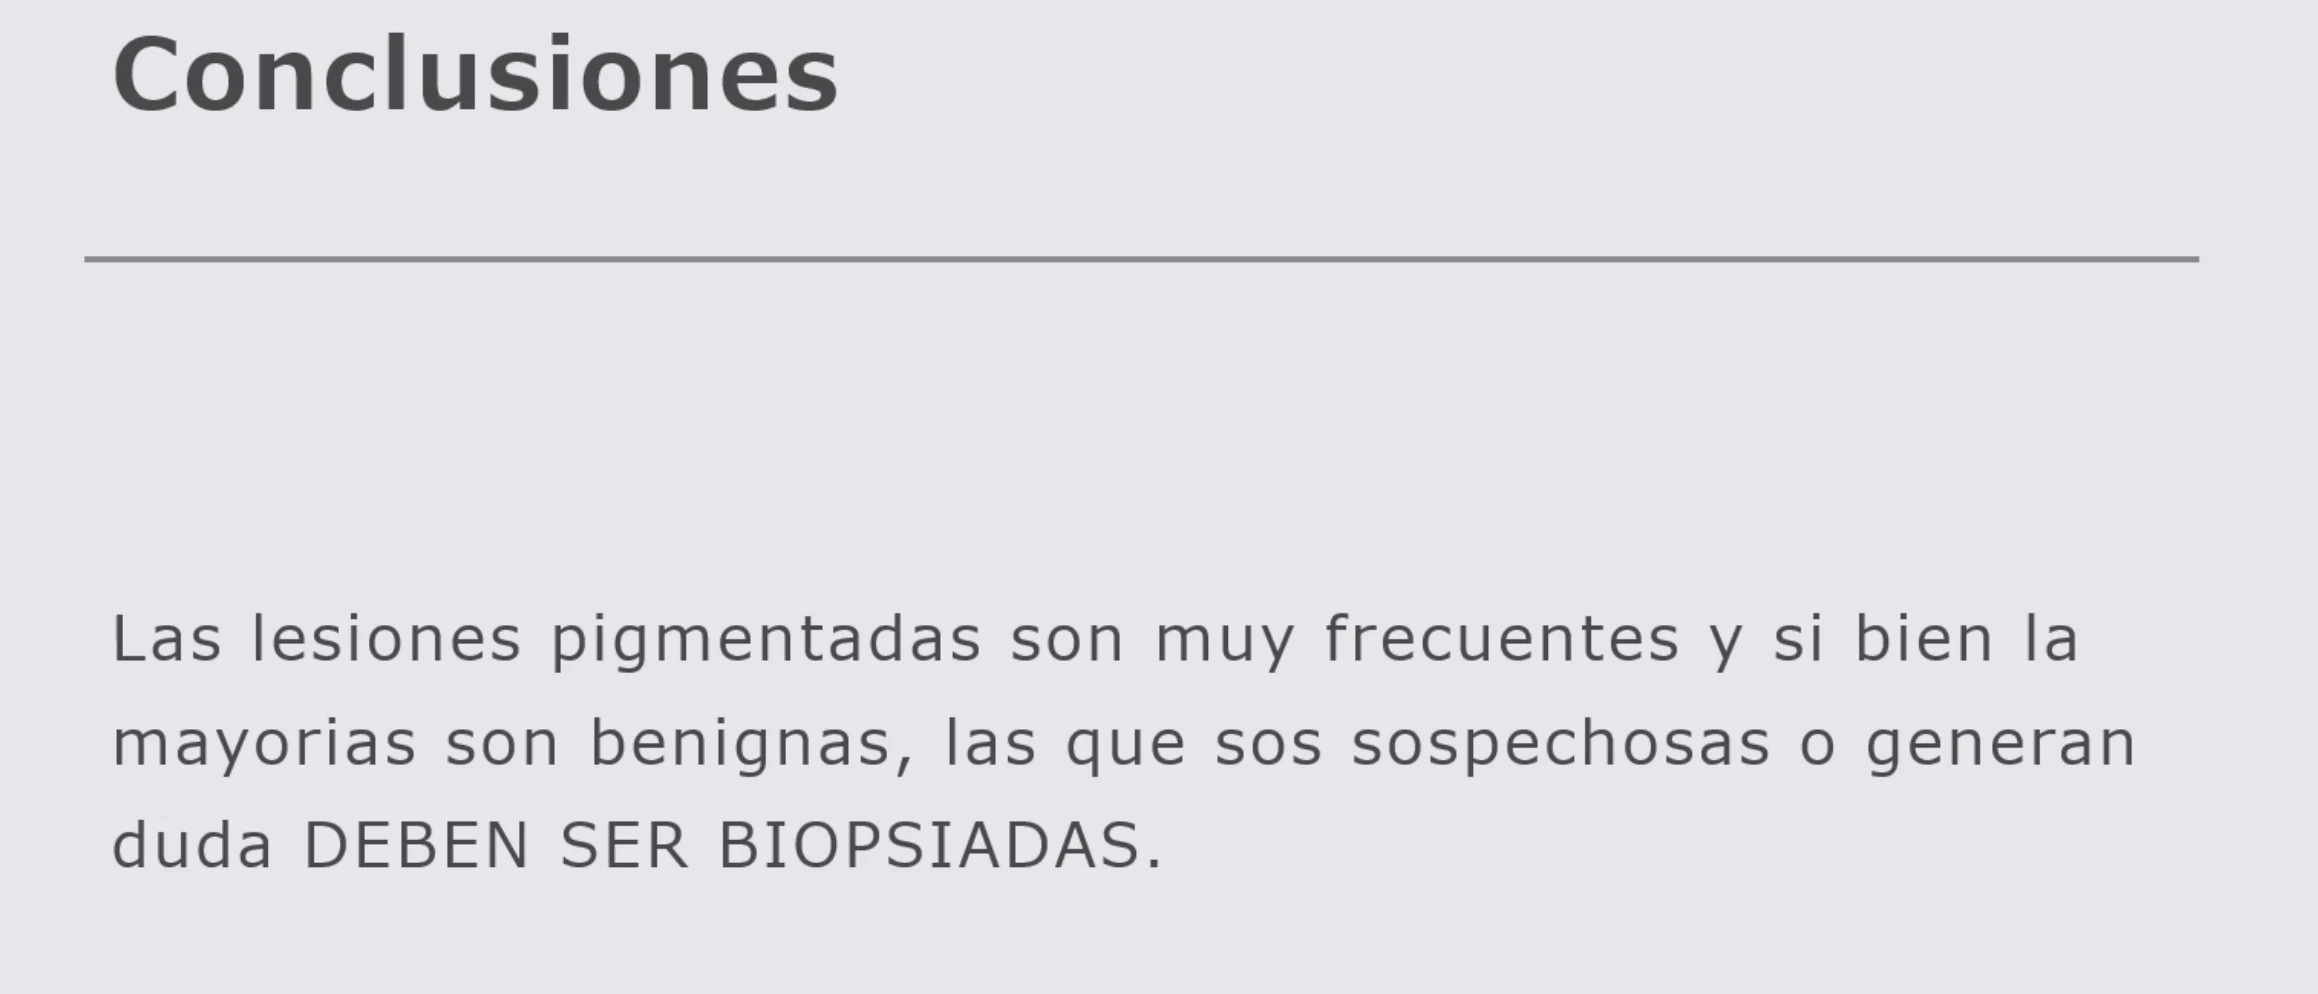 Conclusiones
Las lesiones pigmentadas son muy frecuentes y si bien la
mayorias son benignas, las que sos sospechosas o generan
duda DEBEN SER BIOPSIADAS.